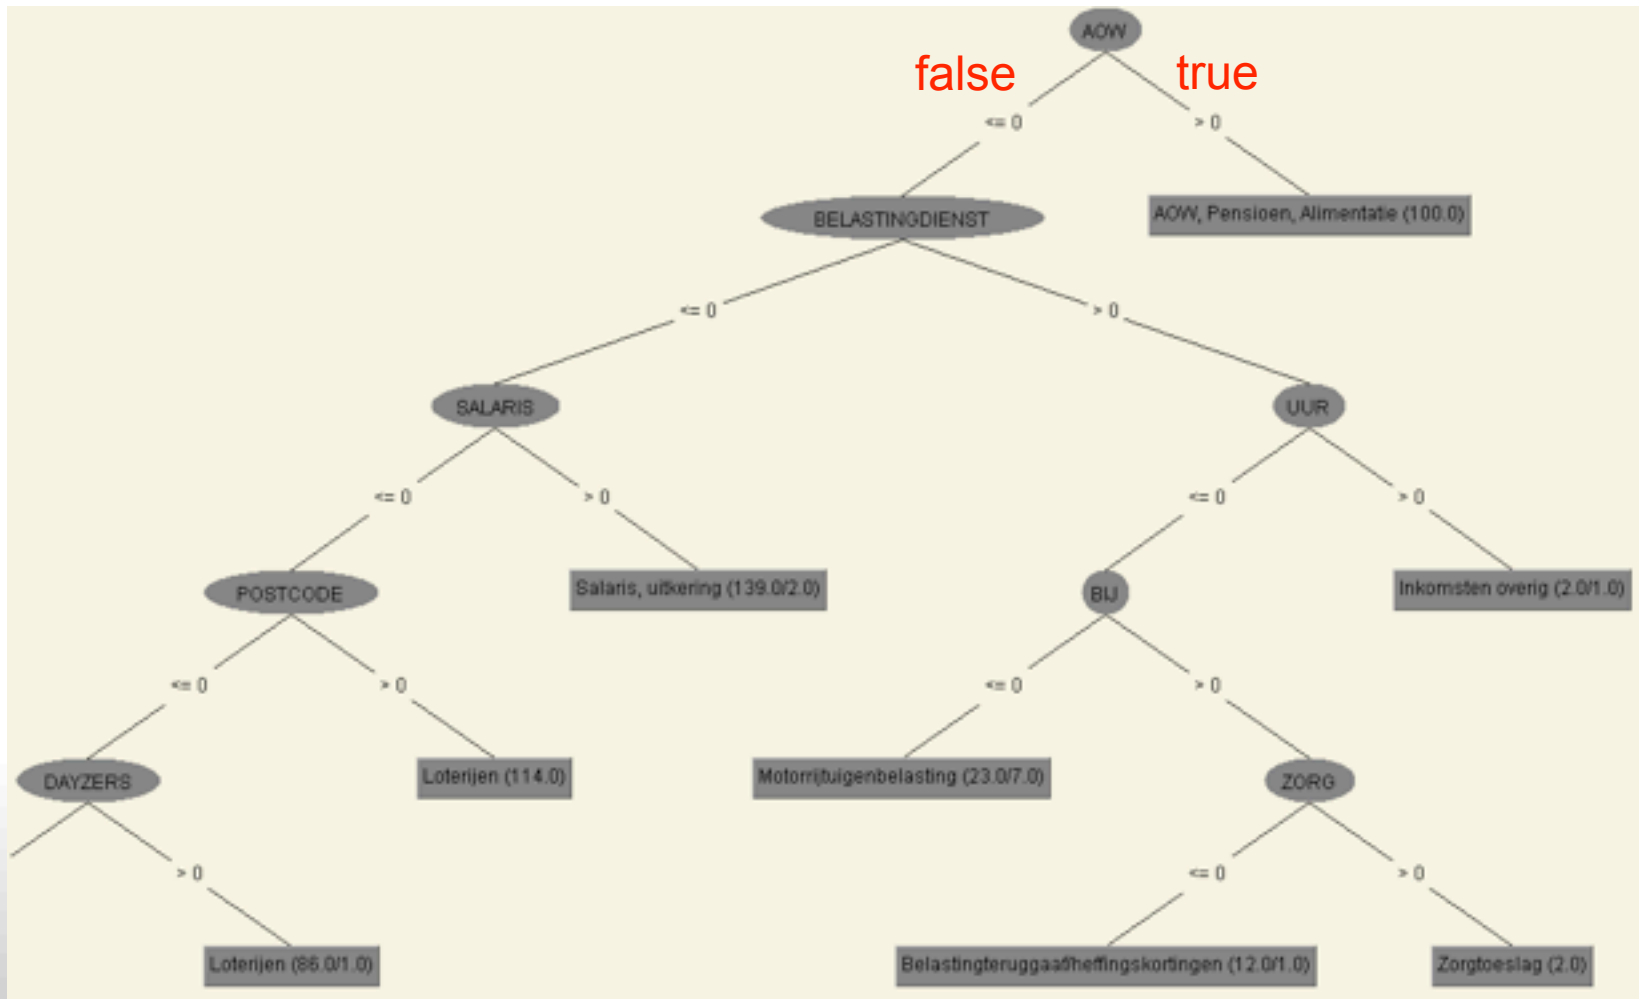 AOW
false
true
<= 0
> 0
BELASTINGDIENST
AOW, Pensioen, Alimentatie (100.0)
<= 0
> 0
SALARIS
UUR
<= 0
> 0
<= 0
> 0
POSTCODE
Salaris, uitkering (139.0/2.0)
BIJ
Inkomsten overig (2.0/1.0)
<= 0
> 0
<= 0
> 0
DAYZERS
Loterijen (114.0)
Motorrijtuigenbelasting (23.0/7.0)
ZORG
> 0
<= 0
> 0
Loterijen (86.0/1.0)
Belastingteruggaaf/heffingskortingen (12.0/1.0)
Zorgtoeslag (2.0)